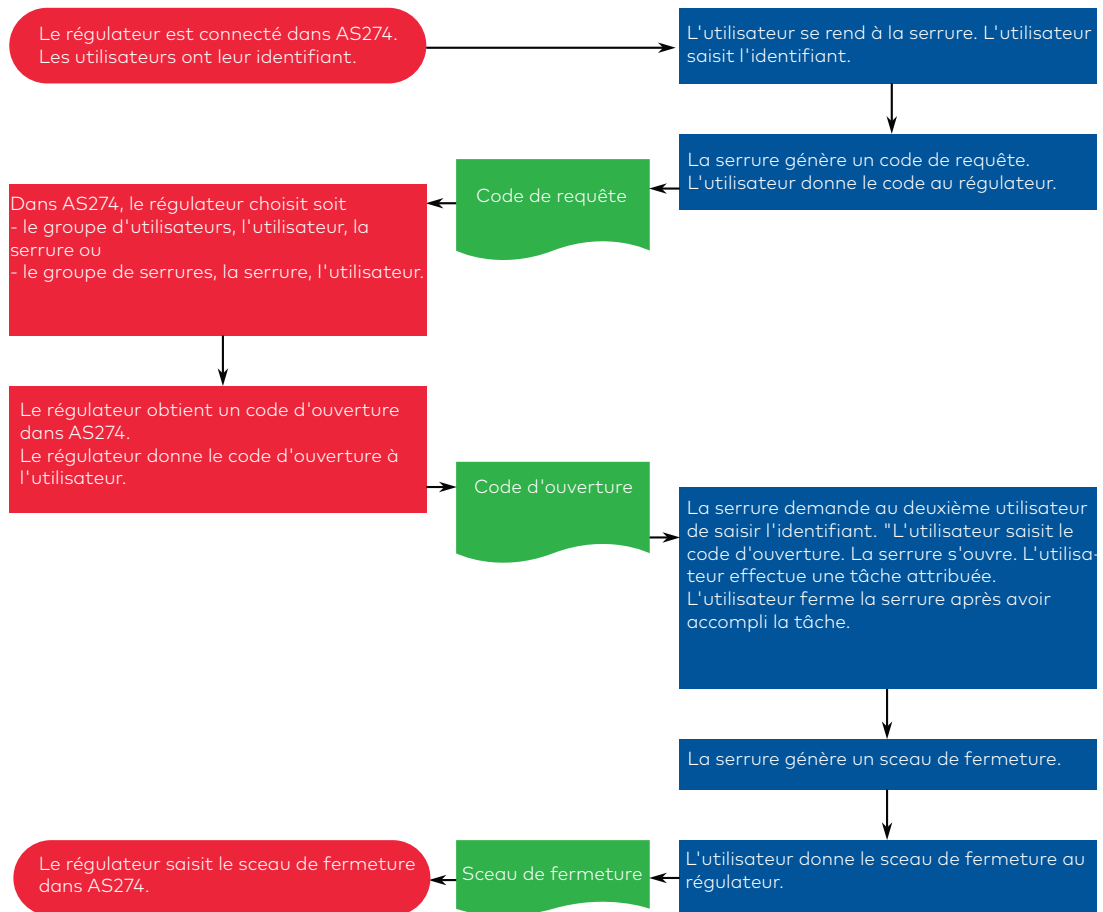 Le régulateur est connecté dans AS274.
Les utilisateurs ont leur identifiant.
L'utilisateur se rend à la serrure. L'utilisateur
saisit l'identifiant.
La serrure génère un code de requête.
L'utilisateur donne le code au régulateur.
Code de requête
Dans AS274, le régulateur choisit soit
- le groupe d'utilisateurs, l'utilisateur, la
serrure ou
- le groupe de serrures, la serrure, l'utilisateur.
Le régulateur obtient un code d'ouverture
dans AS274.
Le régulateur donne le code d'ouverture à
l'utilisateur.
Code d'ouverture
La serrure demande au deuxième utilisateur
de saisir l'identifiant. "L'utilisateur saisit le
code d'ouverture. La serrure s'ouvre. L'utilisa-
teur effectue une tâche attribuée.
L'utilisateur ferme la serrure après avoir
accompli la tâche.
La serrure génère un sceau de fermeture.
L'utilisateur donne le sceau de fermeture au
régulateur.
Sceau de fermeture
Le régulateur saisit le sceau de fermeture
dans AS274.